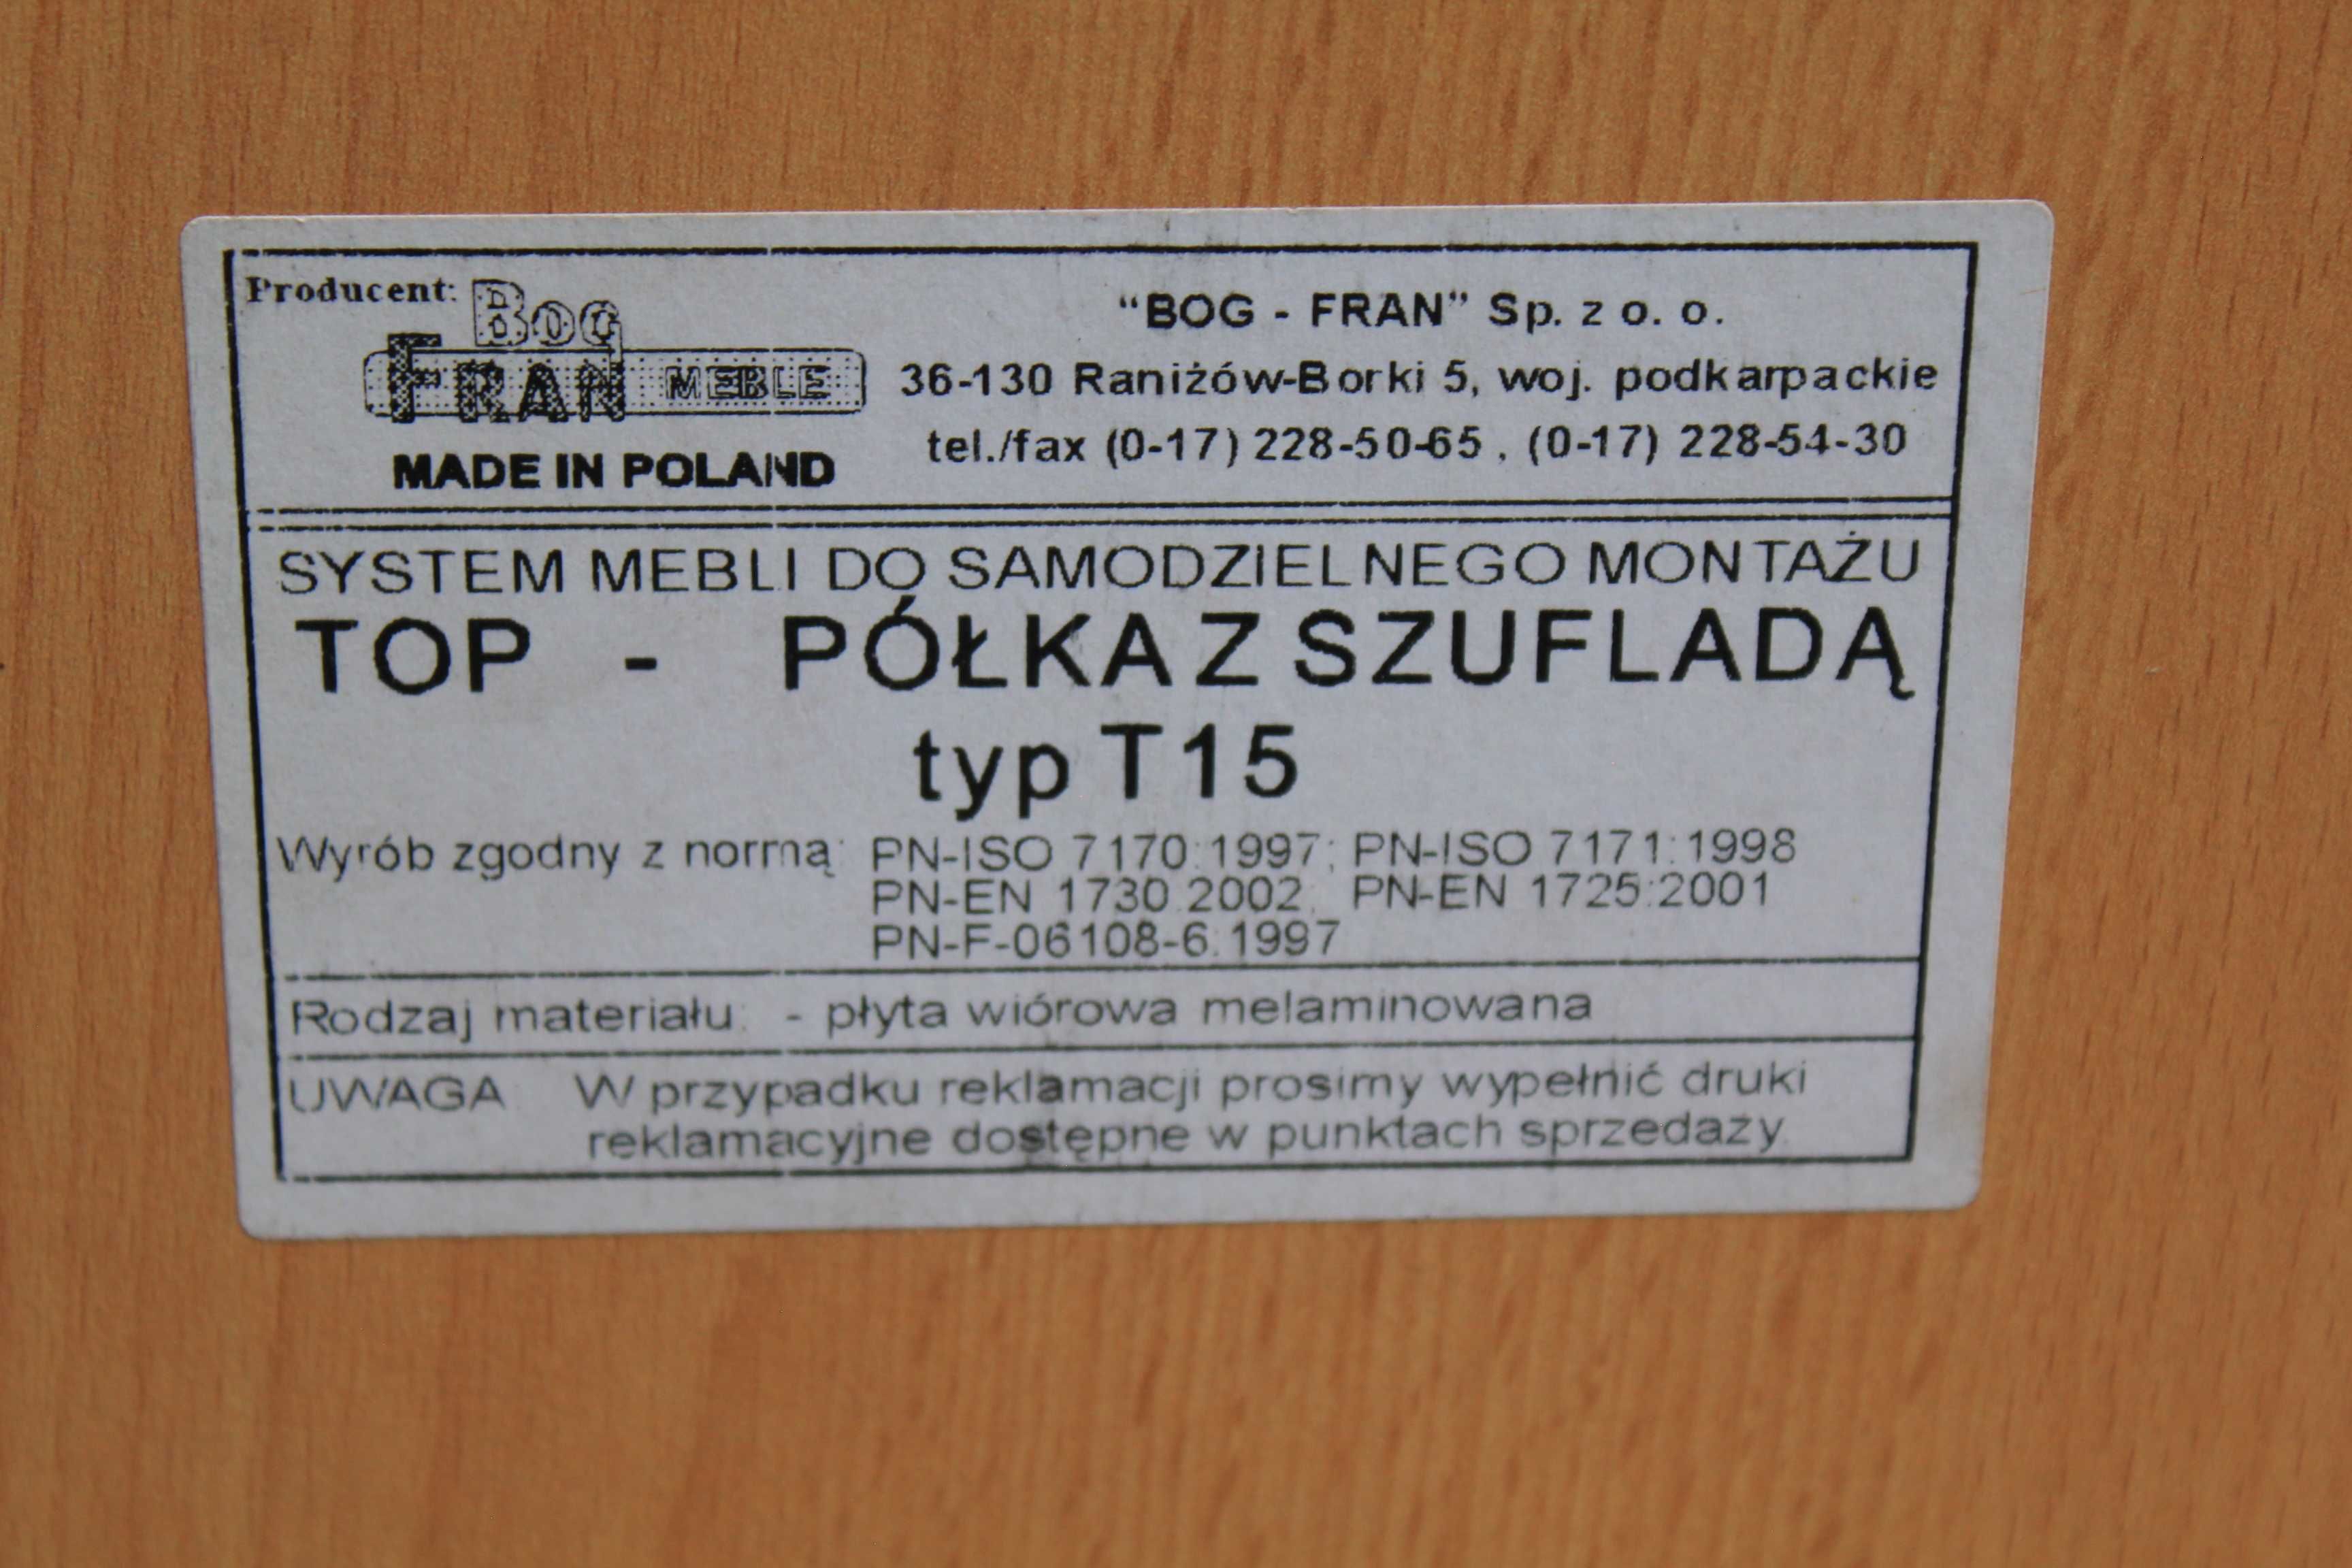 Producent:
Bog
FRAN MEBLE
MADE IN POLAND
“BOG - FRAN” Sp. z o. o.
36-130 Raniżów-Borki 5, woj. podkarpackie
tel./fax (0-17) 228-50-65 , (0-17) 228-54-30
SYSTEM MEBLI DO SAMODZIELNEGO MONTAŻU
TOP - PÓŁKA Z SZUFLADĄ
typ T15
Wyrób zgodny z normą: PN-ISO 7170:1997; PN-ISO 7171:1998
PN-EN 1730:2002; PN-EN 1725:2001
PN-F-06108-6:1997
Rodzaj materiału: - płyta wiórowa melaminowana
UWAGA W przypadku reklamacji prosimy wypełnić druki
reklamacyjne dostępne w punktach sprzedaży.